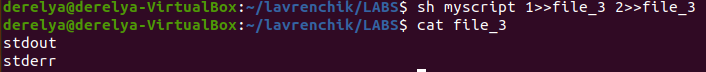 derelya@derelya-VirtualBox:~/lavrenchik/LABS$ sh myscript 1>>file_3 2>>file_3
derelya@derelya-VirtualBox:~/lavrenchik/LABS$ cat file_3
stdout
stderr